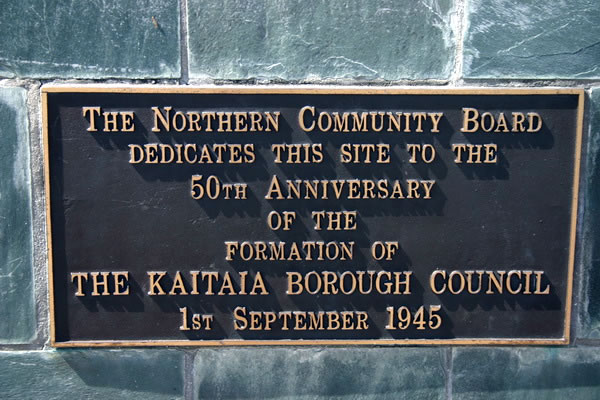 The Northern Community Board
dedicates this site to the
50th Anniversary
of the
formation of
The Kaitaia Borough Council
1st September 1945